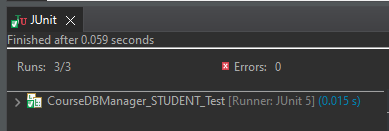 JUnit
Finished after 0.059 seconds
Runs: 3/3 Errors: 0
CourseDBManager_STUDENT_Test [Runner: JUnit 5] (0.015 s)